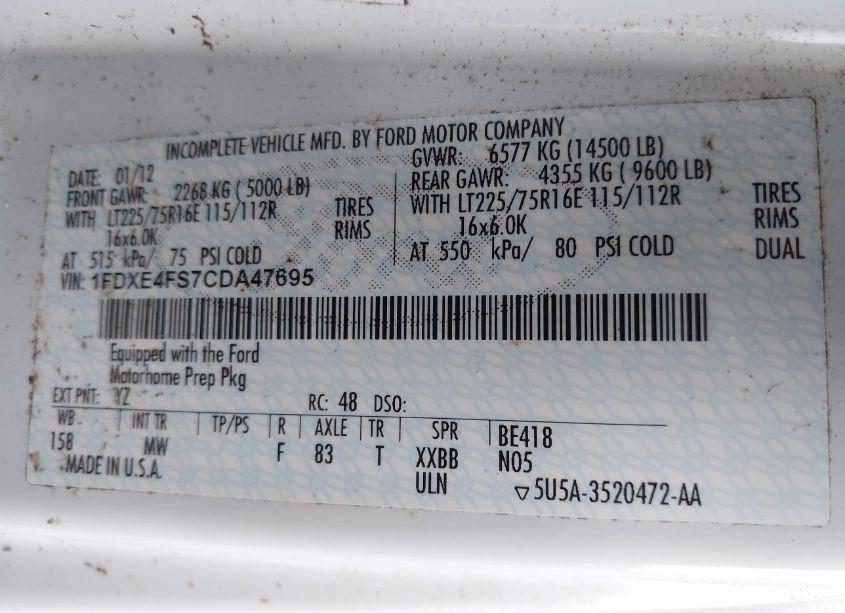 INCOMPLETE VEHICLE MFD. BY FORD MOTOR COMPANY
DATE: 01/12
GVWR: 6577 KG (14500 LB)
FRONT GAWR: 2268 KG ( 5000 LB)
REAR GAWR: 4355 KG ( 9600 LB)
WITH LT225/75R16E 115/112R TIRES
WITH LT225/75R16E 115/112R TIRES
16x6.0K RIMS
16x6.0K RIMS
AT 515 kPa/ 75 PSI COLD
AT 550 kPa/ 80 PSI COLD DUAL
VIN: 1FDXE4FS7CDA47695
Equipped with the Ford
Motorhome Prep Pkg
EXT PNT: YZ RC: 48 DSO:
WB INT TR TP/PS R AXLE TR SPR BE418
158 MW F 83 T XXBB N05
MADE IN U.S.A. ULN 5U5A-3520472-AA